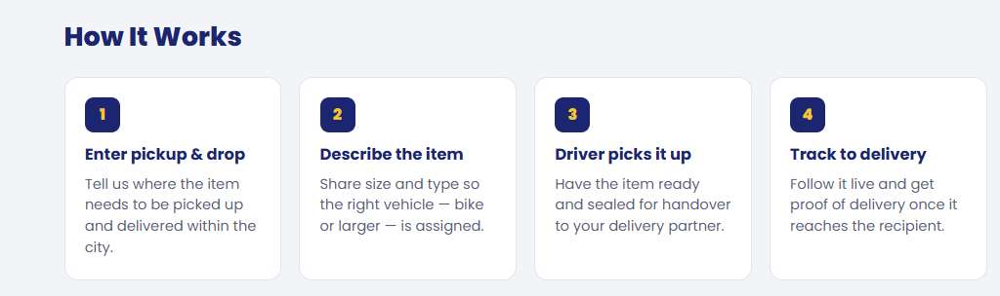 How It Works
1
Enter pickup & drop
Tell us where the item
needs to be picked up
and delivered within the
city.
2
Describe the item
Share size and type so
the right vehicle — bike
or larger — is assigned.
3
Driver picks it up
Have the item ready
and sealed for handover
to your delivery partner.
4
Track to delivery
Follow it live and get
proof of delivery once it
reaches the recipient.